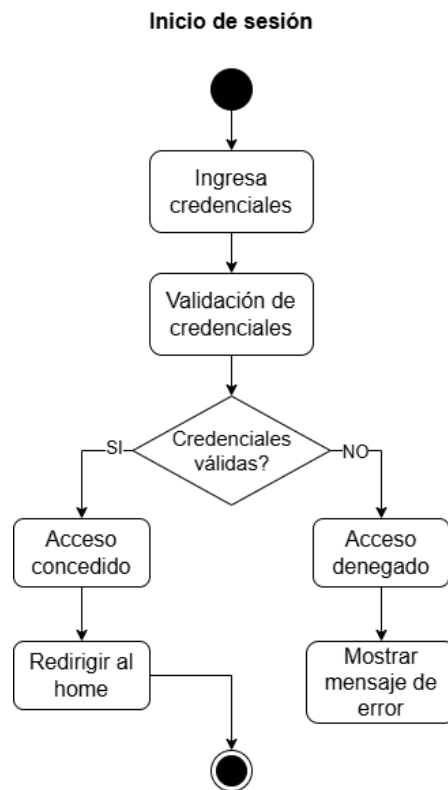 Inicio de sesión
Ingresa
credenciales
Validación de
credenciales
Credenciales
válidas?
SI
NO
Acceso
concedido
Acceso
denegado
Redirigir al
home
Mostrar
mensaje de
error